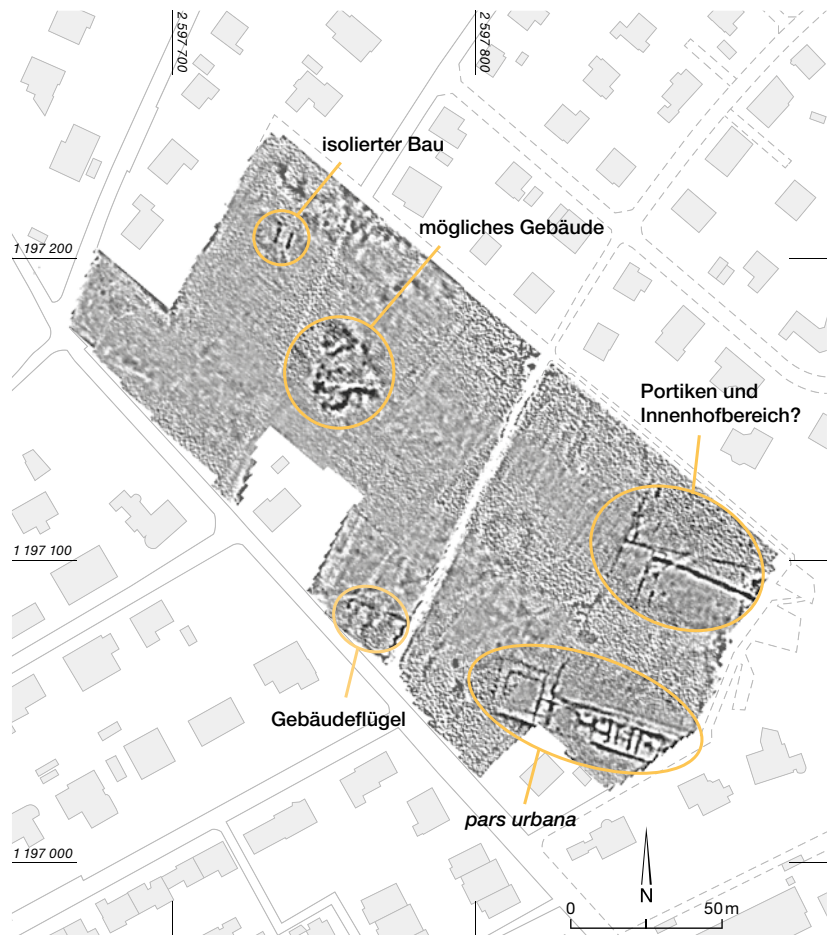 2 597 700
2 597 800
isolierter Bau
mögliches Gebäude
1 197 200
Portiken und
Innenhofbereich?
1 197 100
Gebäudeflügel
pars urbana
1 197 000
N
0
50 m